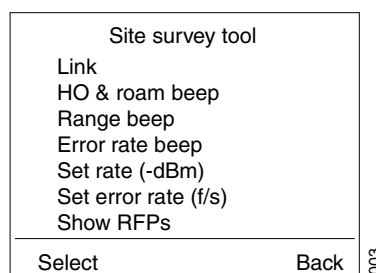 Site survey tool
Link
HO & roam beep
Range beep
Error rate beep
Set rate (-dBm)
Set error rate (f/s)
Show RFPs
Select Back
003